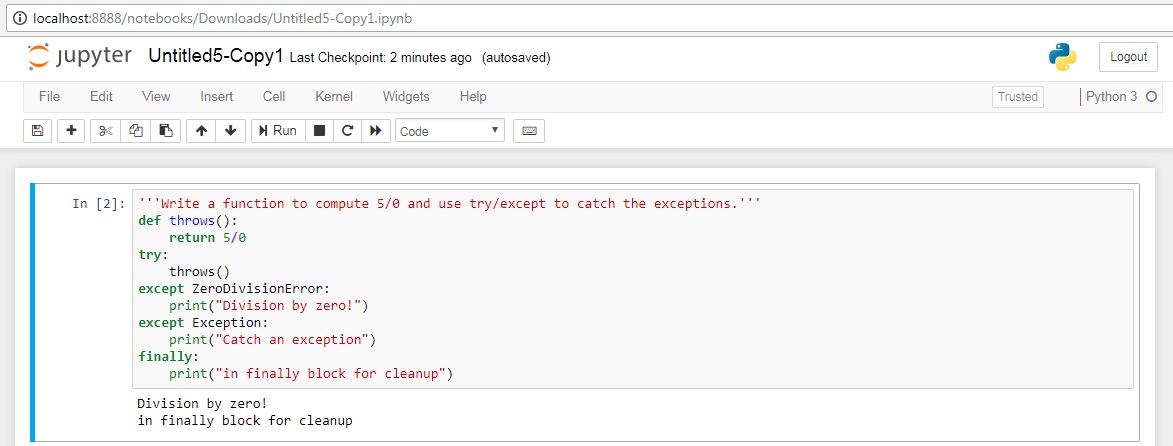 localhost:8888/notebooks/Downloads/Untitled5-Copy1.ipynb
jupyter Untitled5-Copy1 Last Checkpoint: 2 minutes ago (autosaved) Logout
File Edit View Insert Cell Kernel Widgets Help Trusted Python 3
Run Code
In [2]: '''Write a function to compute 5/0 and use try/except to catch the exceptions.'''
def throws():
    return 5/0
try:
    throws()
except ZeroDivisionError:
    print("Division by zero!")
except Exception:
    print("Catch an exception")
finally:
    print("in finally block for cleanup")
Division by zero!
in finally block for cleanup